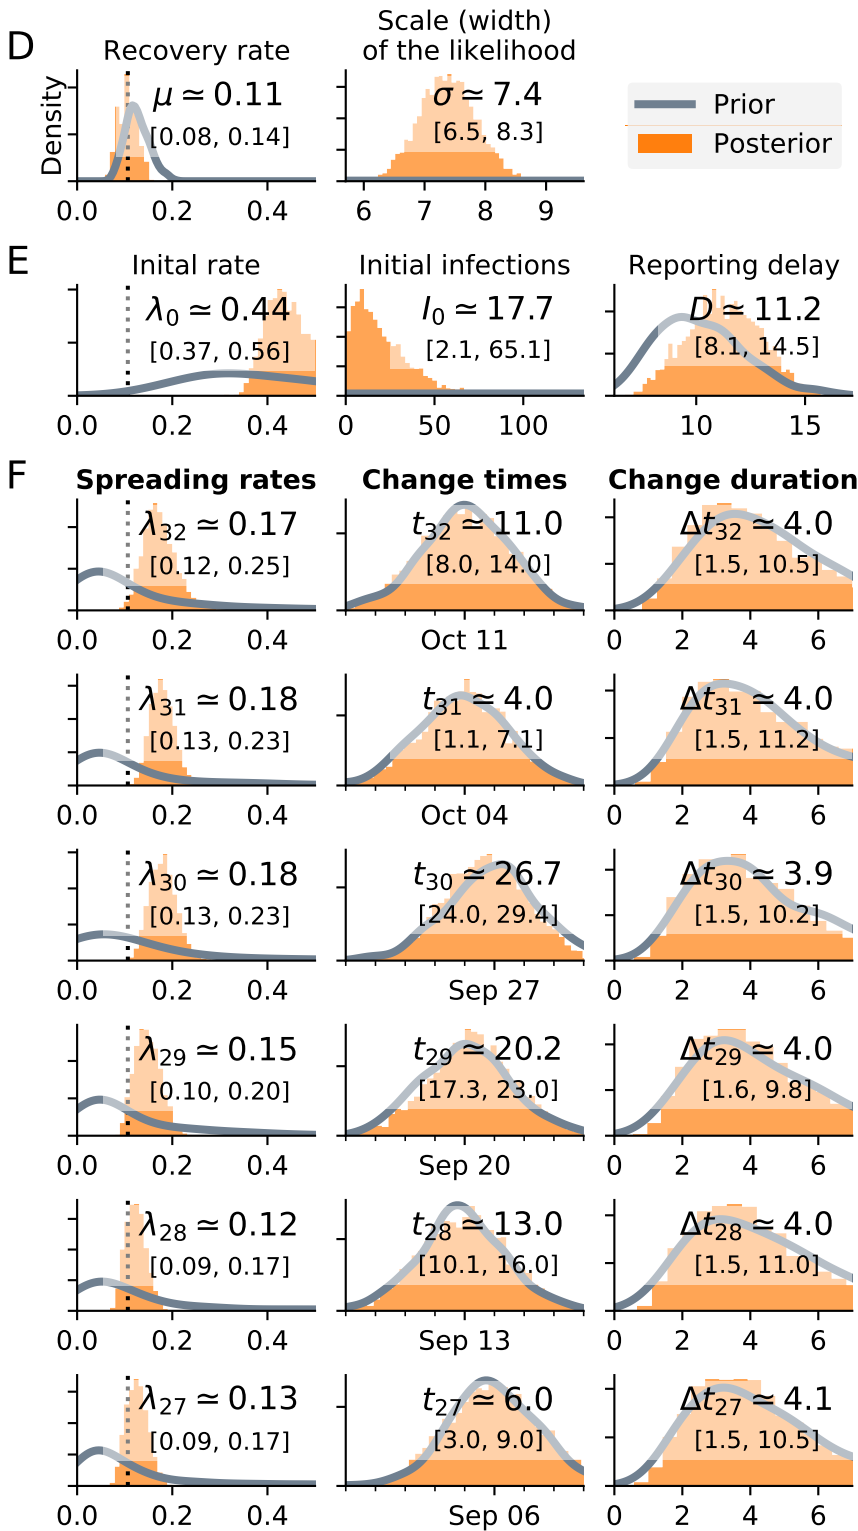 D
Recovery rate
Scale (width)
of the likelihood
Density
μ ≃ 0.11
[0.08, 0.14]
0.0 0.2 0.4
σ ≃ 7.4
[6.5, 8.3]
6 7 8 9
Prior
Posterior
E
Inital rate
λ0 ≃ 0.44
[0.37, 0.56]
0.0 0.2 0.4
Initial infections
I0 ≃ 17.7
[2.1, 65.1]
0 50 100
Reporting delay
D ≃ 11.2
[8.1, 14.5]
10 15
F
Spreading rates Change times Change duration
λ32 ≃ 0.17
[0.12, 0.25]
0.0 0.2 0.4
t32 ≃ 11.0
[8.0, 14.0]
Oct 11
Δt32 ≃ 4.0
[1.5, 10.5]
0 2 4 6
λ31 ≃ 0.18
[0.13, 0.23]
0.0 0.2 0.4
t31 ≃ 4.0
[1.1, 7.1]
Oct 04
Δt31 ≃ 4.0
[1.5, 11.2]
0 2 4 6
λ30 ≃ 0.18
[0.13, 0.23]
0.0 0.2 0.4
t30 ≃ 26.7
[24.0, 29.4]
Sep 27
Δt30 ≃ 3.9
[1.5, 10.2]
0 2 4 6
λ29 ≃ 0.15
[0.10, 0.20]
0.0 0.2 0.4
t29 ≃ 20.2
[17.3, 23.0]
Sep 20
Δt29 ≃ 4.0
[1.6, 9.8]
0 2 4 6
λ28 ≃ 0.12
[0.09, 0.17]
0.0 0.2 0.4
t28 ≃ 13.0
[10.1, 16.0]
Sep 13
Δt28 ≃ 4.0
[1.5, 11.0]
0 2 4 6
λ27 ≃ 0.13
[0.09, 0.17]
0.0 0.2 0.4
t27 ≃ 6.0
[3.0, 9.0]
Sep 06
Δt27 ≃ 4.1
[1.5, 10.5]
0 2 4 6